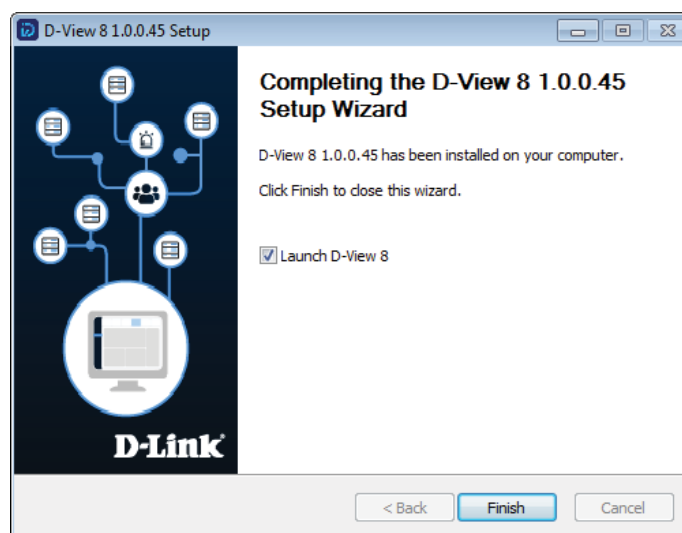 D-View 8 1.0.0.45 Setup
Completing the D-View 8 1.0.0.45
Setup Wizard
D-View 8 1.0.0.45 has been installed on your computer.
Click Finish to close this wizard.
Launch D-View 8
D-Link
< Back
Finish
Cancel